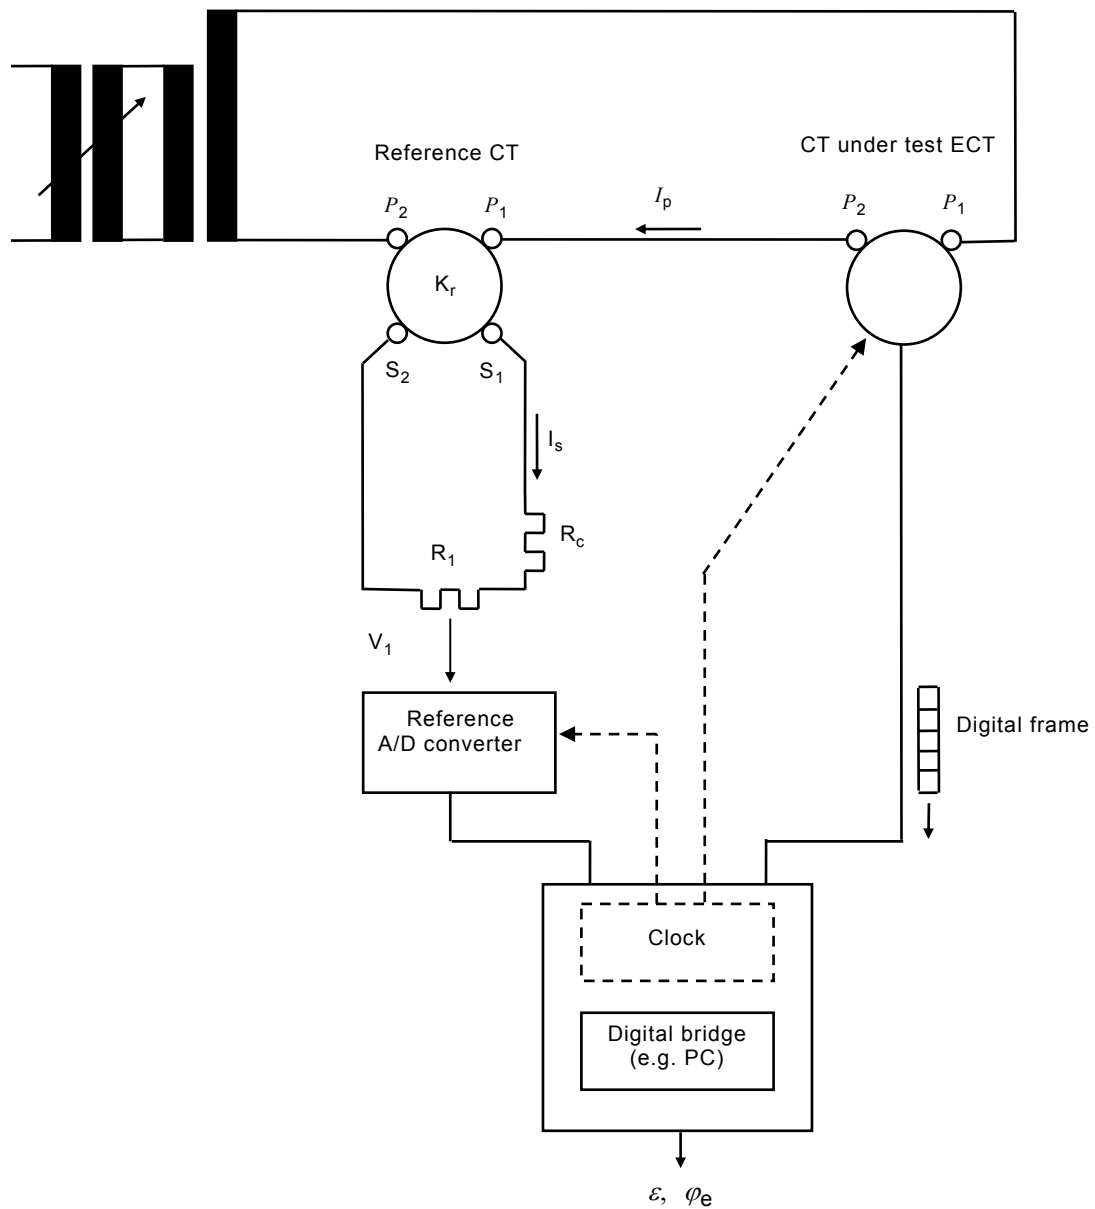 Reference CT
CT under test ECT
P2
P1
Ip
P2
P1
Kr
S2
S1
Is
Rc
R1
V1
Reference
A/D converter
Digital frame
Clock
Digital bridge
(e.g. PC)
ε, φe